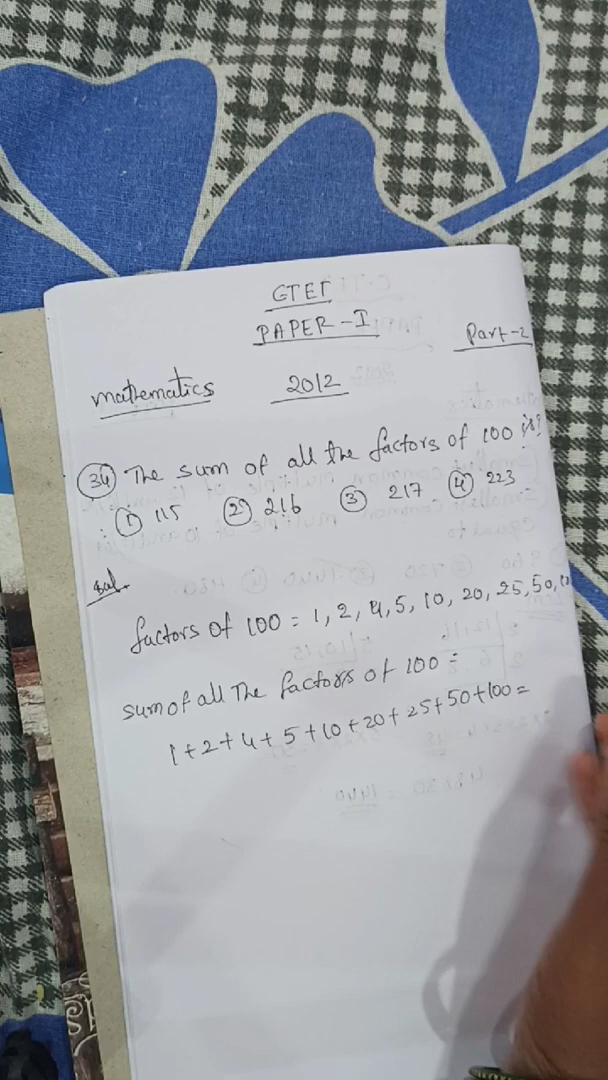 CTET
PAPER-I
Part-2
mathematics 2012
34 The sum of all the factors of 100 is?
1 115 2 216 3 217 4 223
Sol.
factors of 100 = 1, 2, 4, 5, 10, 20, 25, 50, 10
sum of all The factors of 100 =
1+2+4+5+10+20+25+50+100=